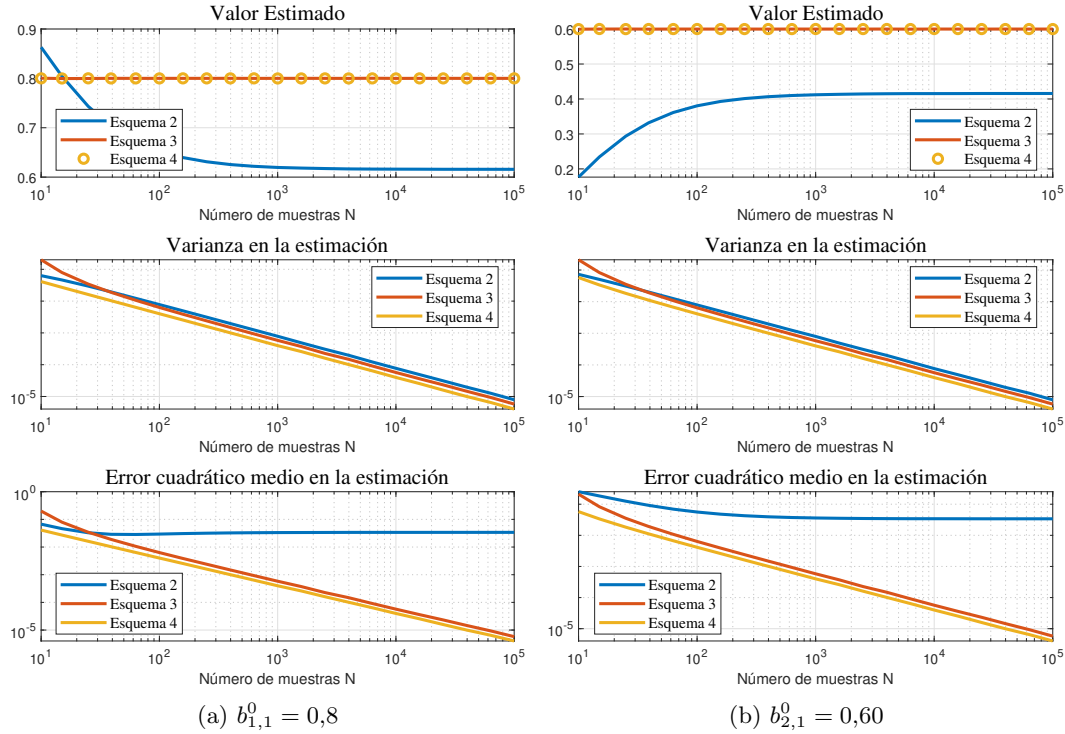 Valor Estimado
0.9
0.8
0.7
0.6
Esquema 2
Esquema 3
Esquema 4
10^1
10^2
10^3
10^4
10^5
Número de muestras N
Varianza en la estimación
10^-5
Esquema 2
Esquema 3
Esquema 4
10^1
10^2
10^3
10^4
10^5
Número de muestras N
Error cuadrático medio en la estimación
10^0
10^-5
Esquema 2
Esquema 3
Esquema 4
10^1
10^2
10^3
10^4
10^5
Número de muestras N
(a) b^0_{1,1} = 0,8
Valor Estimado
0.6
0.4
0.3
0.2
Esquema 2
Esquema 3
Esquema 4
10^1
10^2
10^3
10^4
10^5
Número de muestras N
Varianza en la estimación
10^-5
Esquema 2
Esquema 3
Esquema 4
10^1
10^2
10^3
10^4
10^5
Número de muestras N
Error cuadrático medio en la estimación
10^-5
Esquema 2
Esquema 3
Esquema 4
10^1
10^2
10^3
10^4
10^5
Número de muestras N
(b) b^0_{2,1} = 0,60